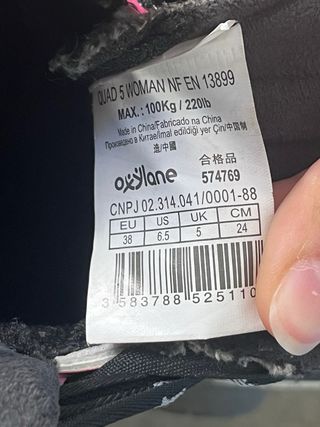 QUAD 5 WOMAN NF EN 13899
MAX.: 100Kg / 220lb
Made in China/Fabricado na China
Произведено в Китае/imal edildiği yer Çin/中国制
造/中國
oxylane
合格品
574769
CNPJ 02.314.041/0001-88
EU US UK CM
38 6.5 5 24
3 583788 525110